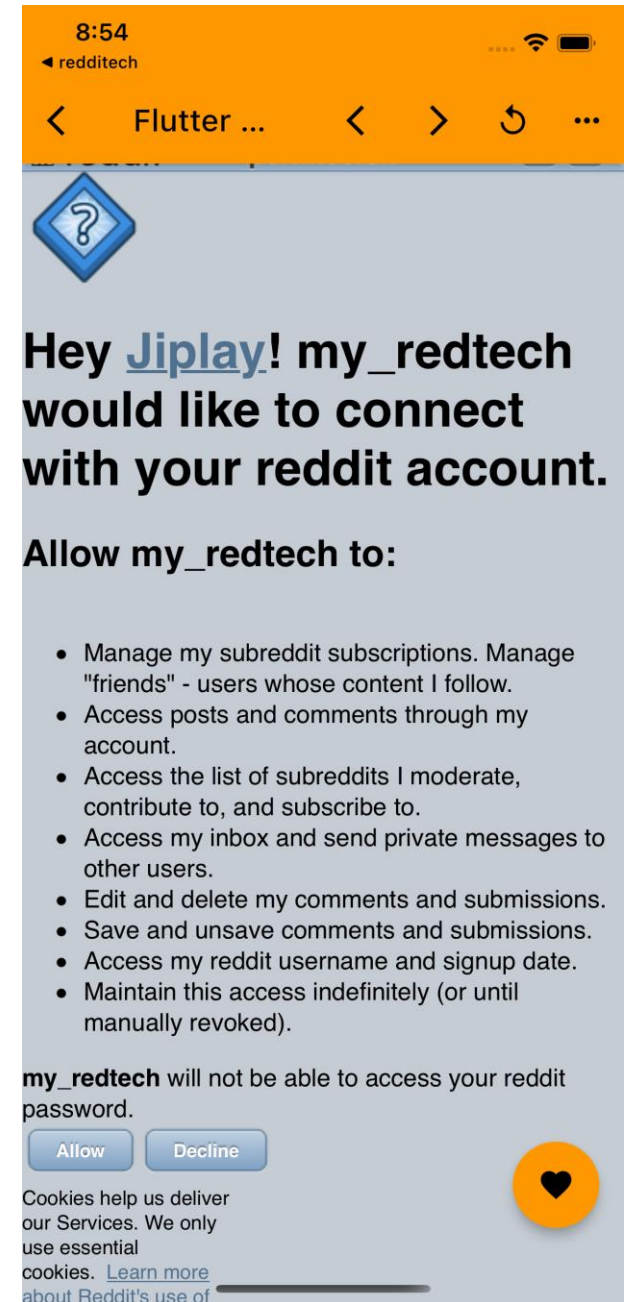 8:54
◀ redditech
Flutter ...
Hey Jiplay! my_redtech
would like to connect
with your reddit account.
Allow my_redtech to:
• Manage my subreddit subscriptions. Manage
"friends" - users whose content I follow.
• Access posts and comments through my
account.
• Access the list of subreddits I moderate,
contribute to, and subscribe to.
• Access my inbox and send private messages to
other users.
• Edit and delete my comments and submissions.
• Save and unsave comments and submissions.
• Access my reddit username and signup date.
• Maintain this access indefinitely (or until
manually revoked).
my_redtech will not be able to access your reddit
password.
Allow Decline
Cookies help us deliver
our Services. We only
use essential
cookies. Learn more
about Reddit's use of